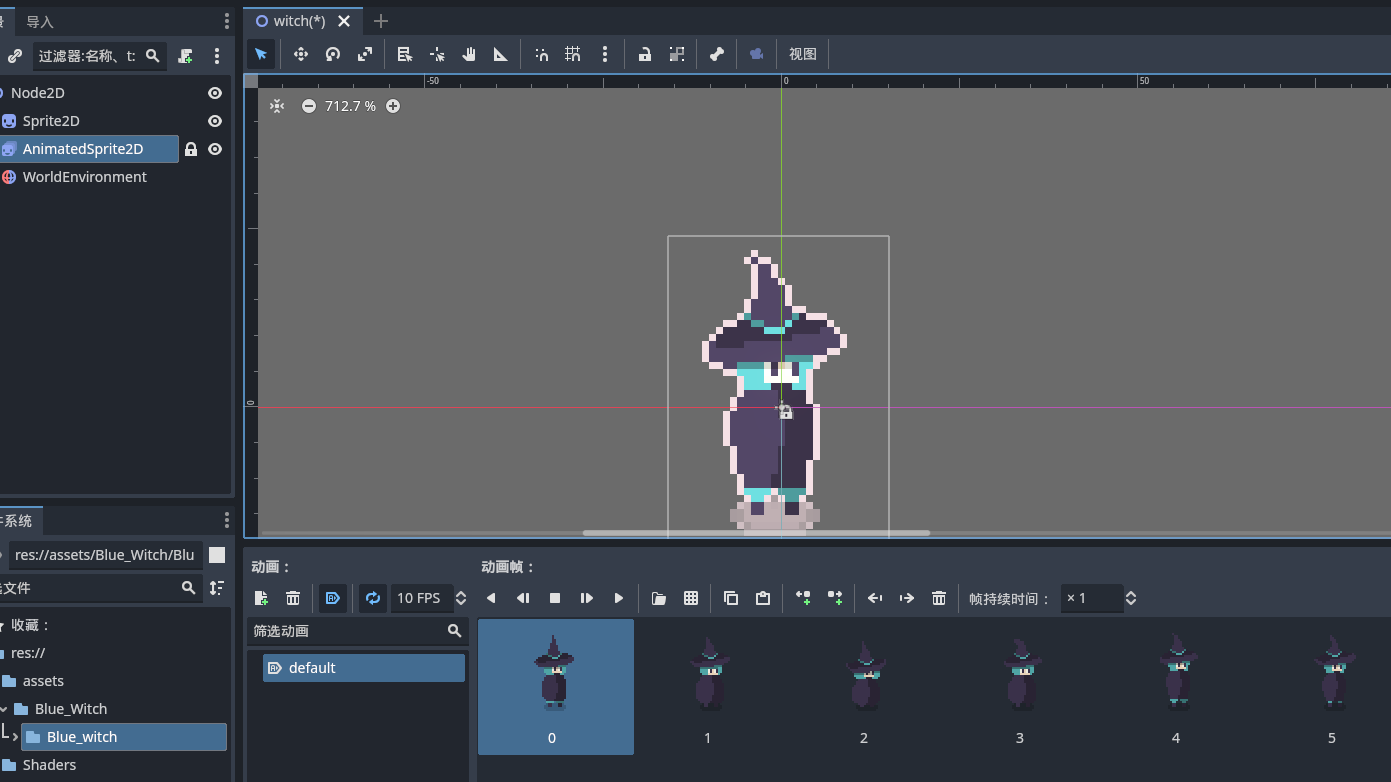 导入
witch(*)
过滤器:名称、t:
视图
Node2D
Sprite2D
AnimatedSprite2D
WorldEnvironment
-50
0
50
712.7 %
0
件系统
res://assets/Blue_Witch/Blu
文件
收藏：
res://
assets
Blue_Witch
Blue_witch
Shaders
动画：
10 FPS
筛选动画
default
动画帧：
帧持续时间：
× 1
0
1
2
3
4
5